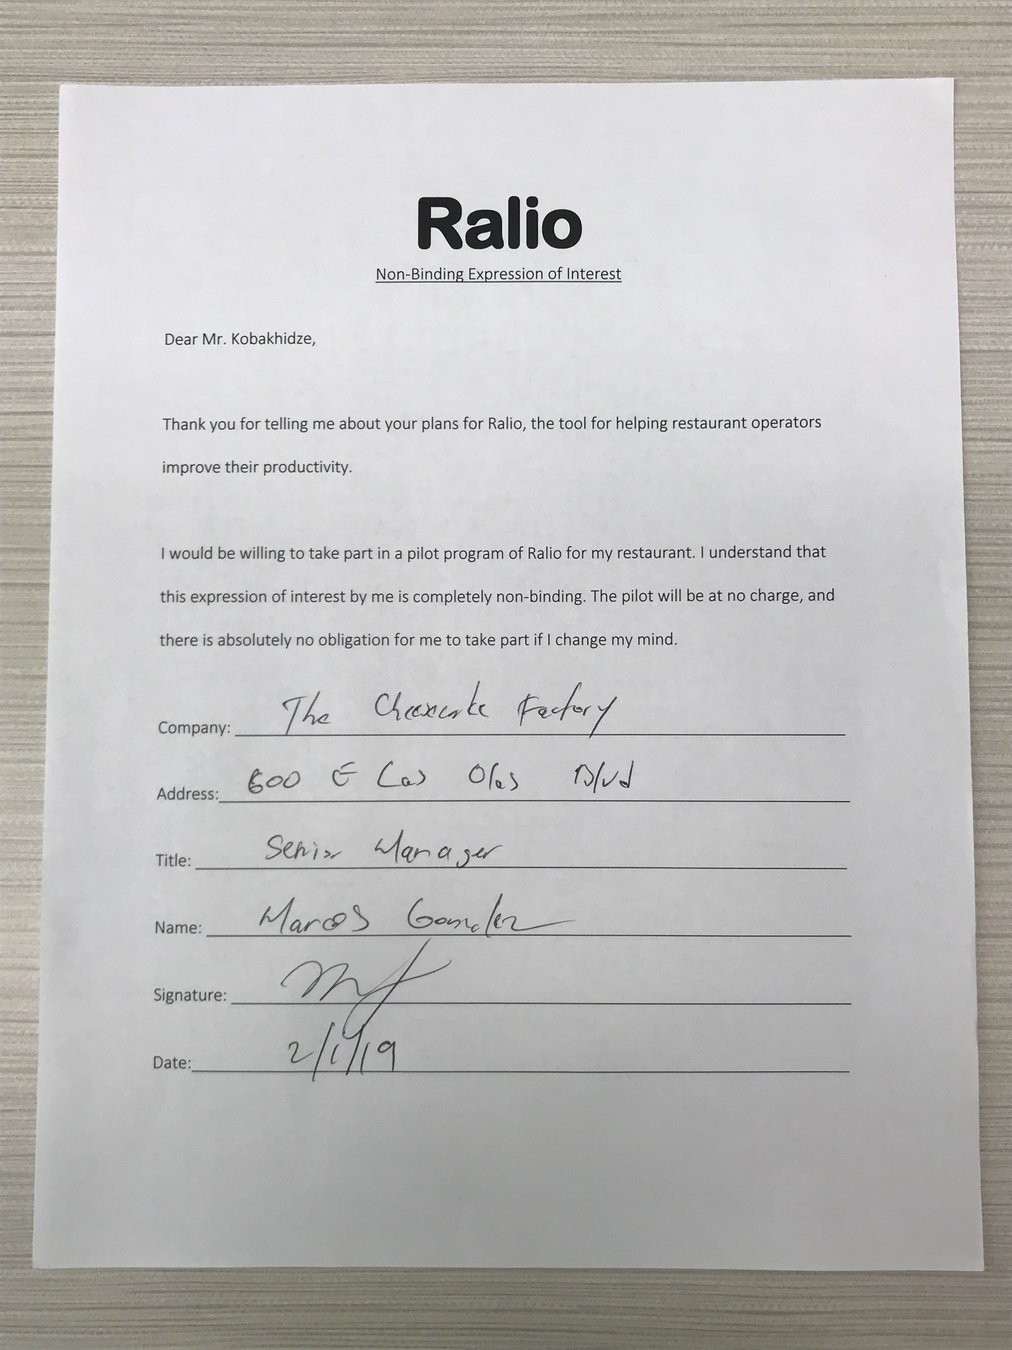 Ralio
Non-Binding Expression of Interest
Dear Mr. Kobakhidze,
Thank you for telling me about your plans for Ralio, the tool for helping restaurant operators
improve their productivity.
I would be willing to take part in a pilot program of Ralio for my restaurant. I understand that
this expression of interest by me is completely non-binding. The pilot will be at no charge, and
there is absolutely no obligation for me to take part if I change my mind.
Company: The Cheesecake Factory
Address: 600 E Las Olas Blvd
Title: Senior Manager
Name: Marcos Gonzalez
Signature:
Date: 2/1/19